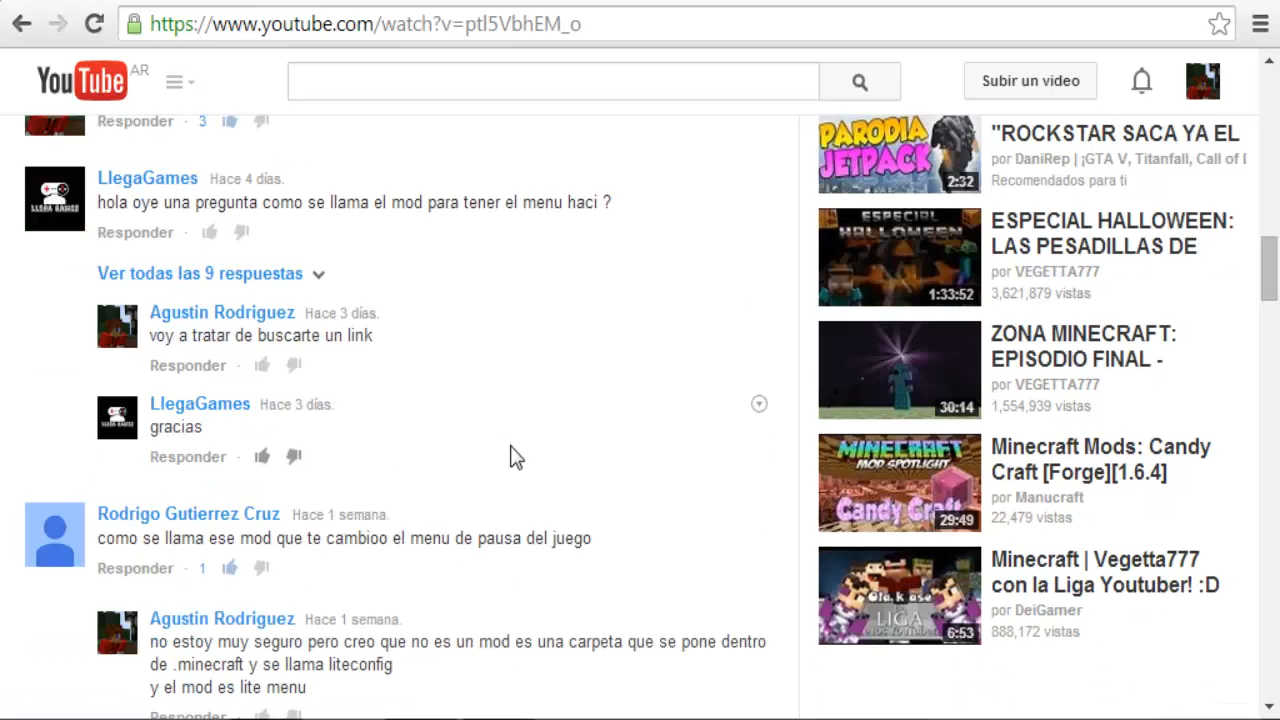 https://www.youtube.com/watch?v=ptl5VbhEM_o
YouTube AR
Subir un video
Responder · 3
LlegaGames Hace 4 días.
hola oye una pregunta como se llama el mod para tener el menu haci ?
Responder ·
Ver todas las 9 respuestas
Agustin Rodriguez Hace 3 días.
voy a tratar de buscarte un link
Responder ·
LlegaGames Hace 3 días.
gracias
Responder ·
Rodrigo Gutierrez Cruz Hace 1 semana.
como se llama ese mod que te cambioo el menu de pausa del juego
Responder · 1
Agustin Rodriguez Hace 1 semana.
no estoy muy seguro pero creo que no es un mod es una carpeta que se pone dentro
de .minecraft y se llama liteconfig
y el mod es lite menu
Responder
LLEGA GAMES
PARODIA
JETPACK
2:32
"ROCKSTAR SACA YA EL
por DaniRep | ¡GTA V, Titanfall, Call of
Recomendados para ti
ESPECIAL
HALLOWEEN
1:33:52
ESPECIAL HALLOWEEN:
LAS PESADILLAS DE
por VEGETTA777
3,621,879 vistas
30:14
ZONA MINECRAFT:
EPISODIO FINAL -
por VEGETTA777
1,554,939 vistas
MINECRAFT
MOD SPOTLIGHT
Candy Craft
29:49
Minecraft Mods: Candy
Craft [Forge][1.6.4]
por Manucraft
22,479 vistas
Ola k ase
LIGA
6:53
Minecraft | Vegetta777
con la Liga Youtuber! :D
por DeiGamer
888,172 vistas